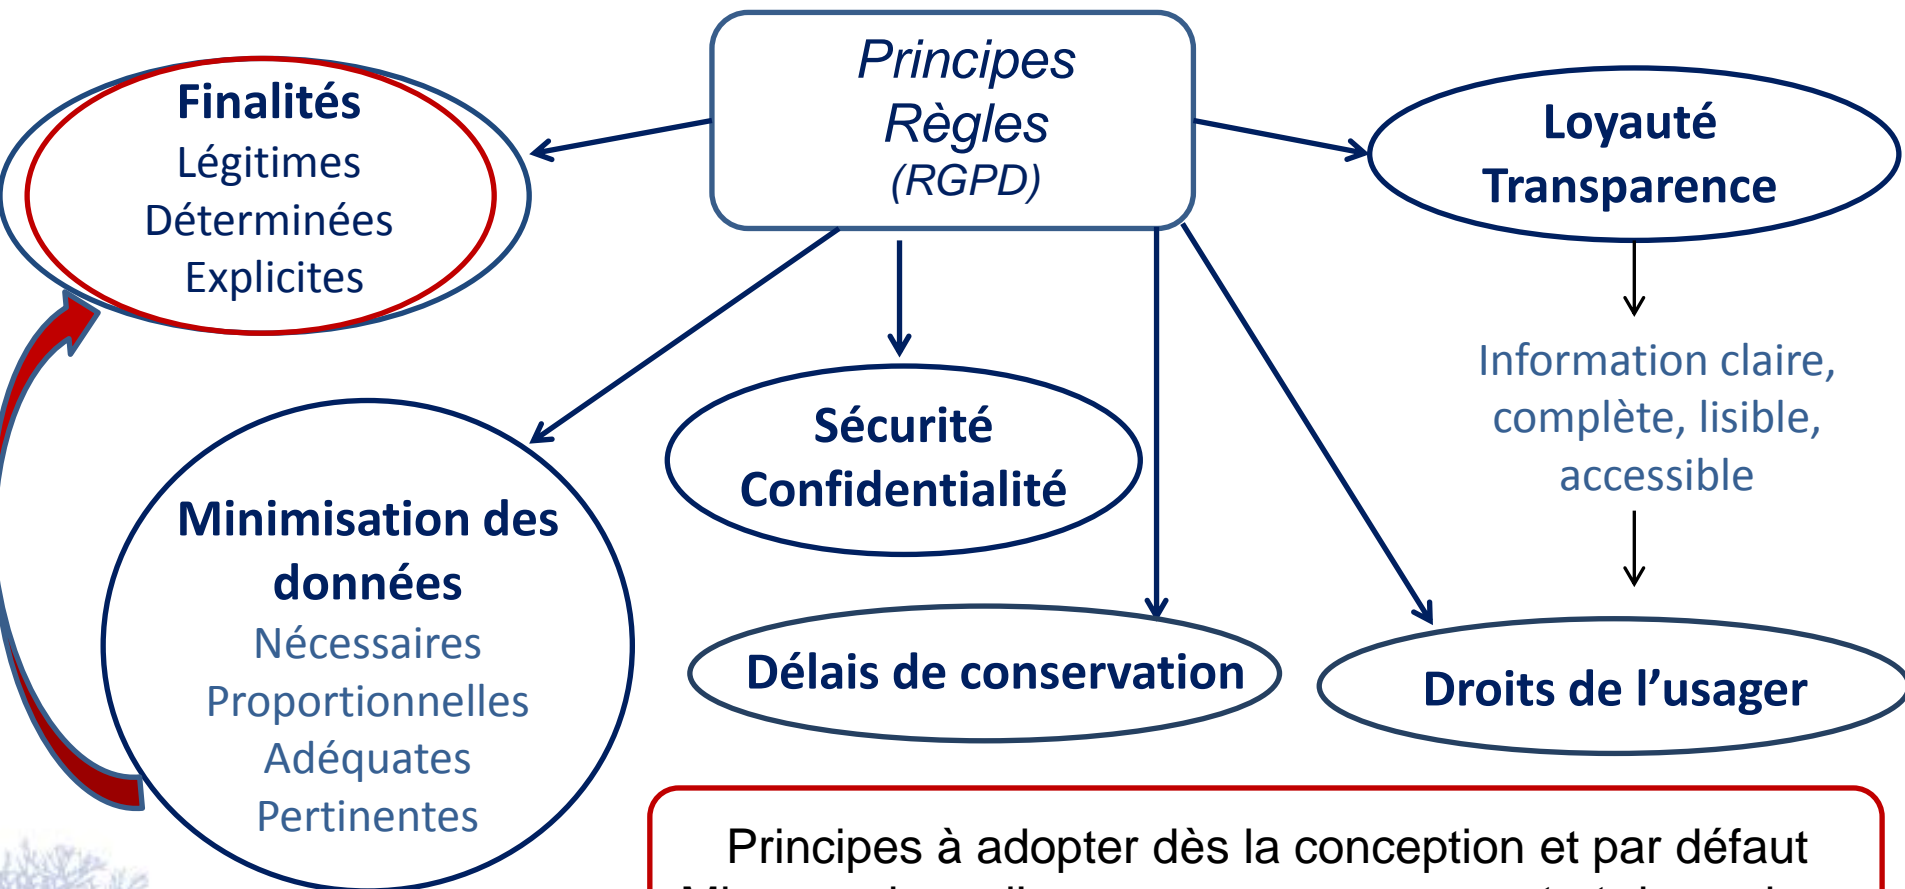 Principes
Règles
(RGPD)
Finalités
Légitimes
Déterminées
Explicites
Loyauté
Transparence
Information claire,
complète, lisible,
accessible
Sécurité
Confidentialité
Minimisation des
données
Nécessaires
Proportionnelles
Adéquates
Pertinentes
Délais de conservation
Droits de l’usager
Principes à adopter dès la conception et par défaut